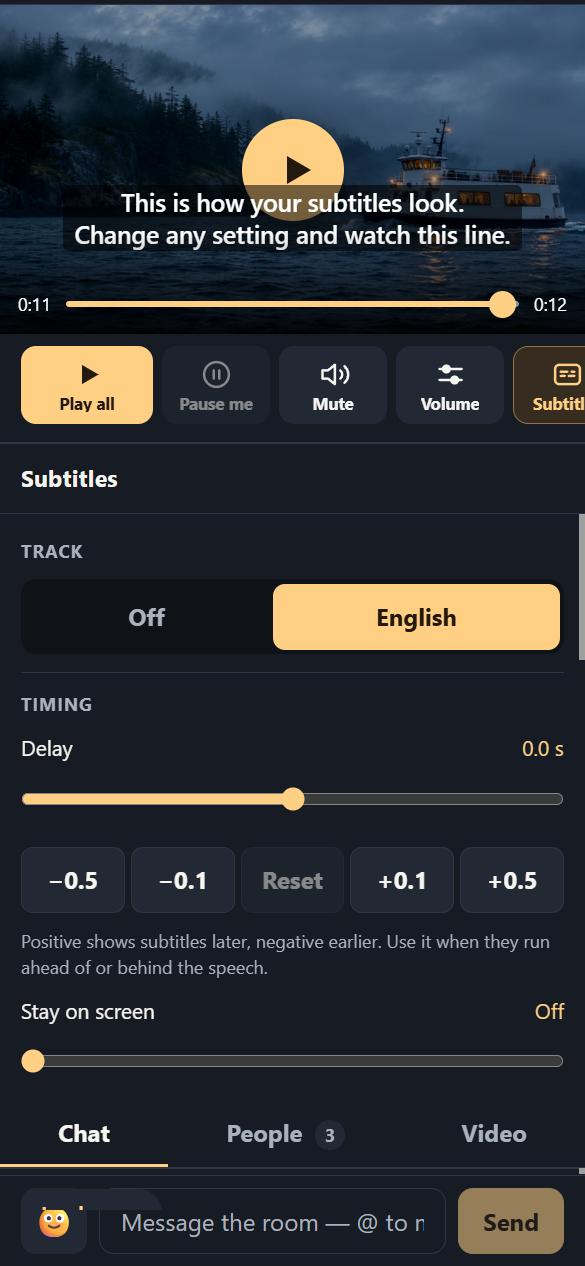 This is how your subtitles look.
Change any setting and watch this line.
0:11
0:12
Play all
Pause me
Mute
Volume
Subtitl
Subtitles
TRACK
Off
English
TIMING
Delay
0.0 s
−0.5
−0.1
Reset
+0.1
+0.5
Positive shows subtitles later, negative earlier. Use it when they run
ahead of or behind the speech.
Stay on screen
Off
Chat
People
3
Video
Message the room — @ to
Send